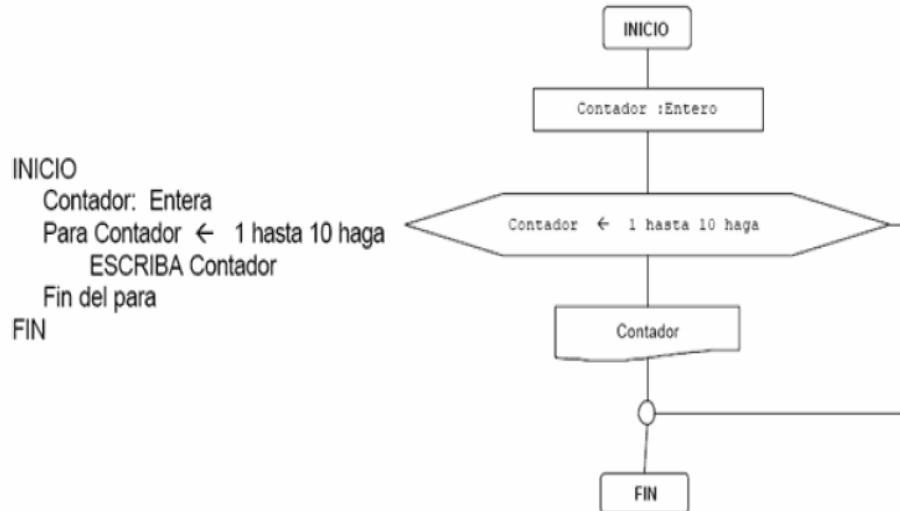 INICIO
Contador: Entera
Para Contador ← 1 hasta 10 haga
ESCRIBA Contador
Fin del para
FIN
INICIO
Contador :Entero
Contador ← 1 hasta 10 haga
Contador
FIN